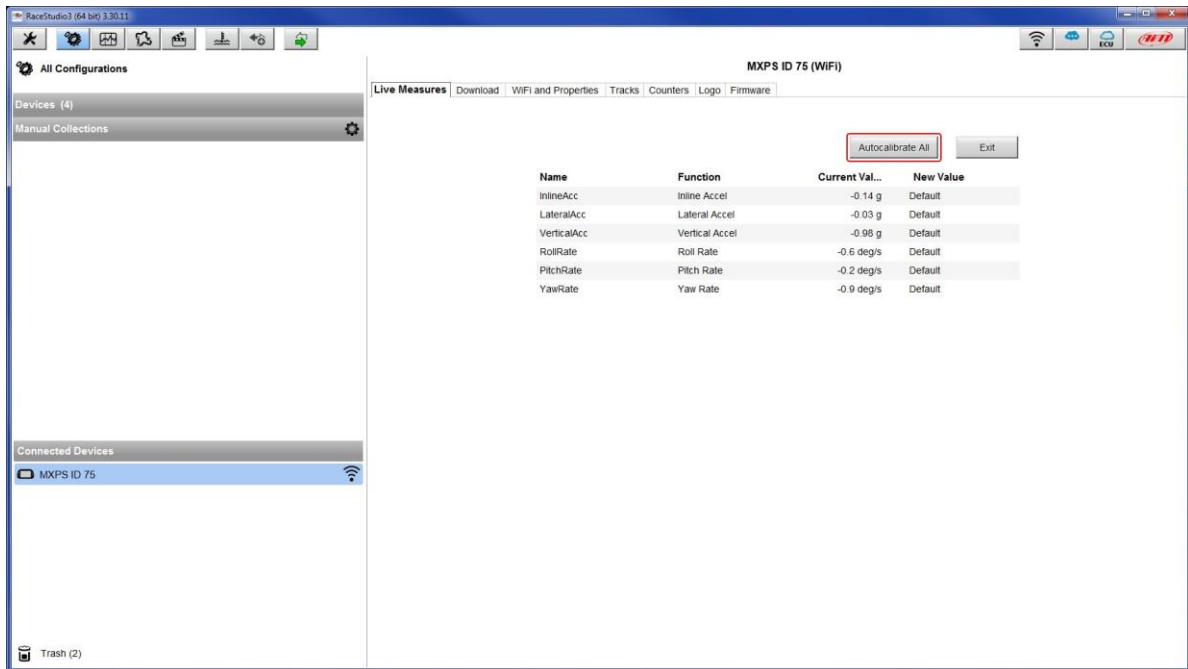 RaceStudio3 (64 bit) 3.30.11
ECU
AiM
All Configurations
MXPS ID 75 (WiFi)
Live Measures Download WiFi and Properties Tracks Counters Logo Firmware
Devices (4)
Manual Collections
Autocalibrate All Exit
Name Function Current Val... New Value
InlineAcc Inline Accel -0.14 g Default
LateralAcc Lateral Accel -0.03 g Default
VerticalAcc Vertical Accel -0.98 g Default
RollRate Roll Rate -0.6 deg/s Default
PitchRate Pitch Rate -0.2 deg/s Default
YawRate Yaw Rate -0.9 deg/s Default
Connected Devices
MXPS ID 75
Trash (2)